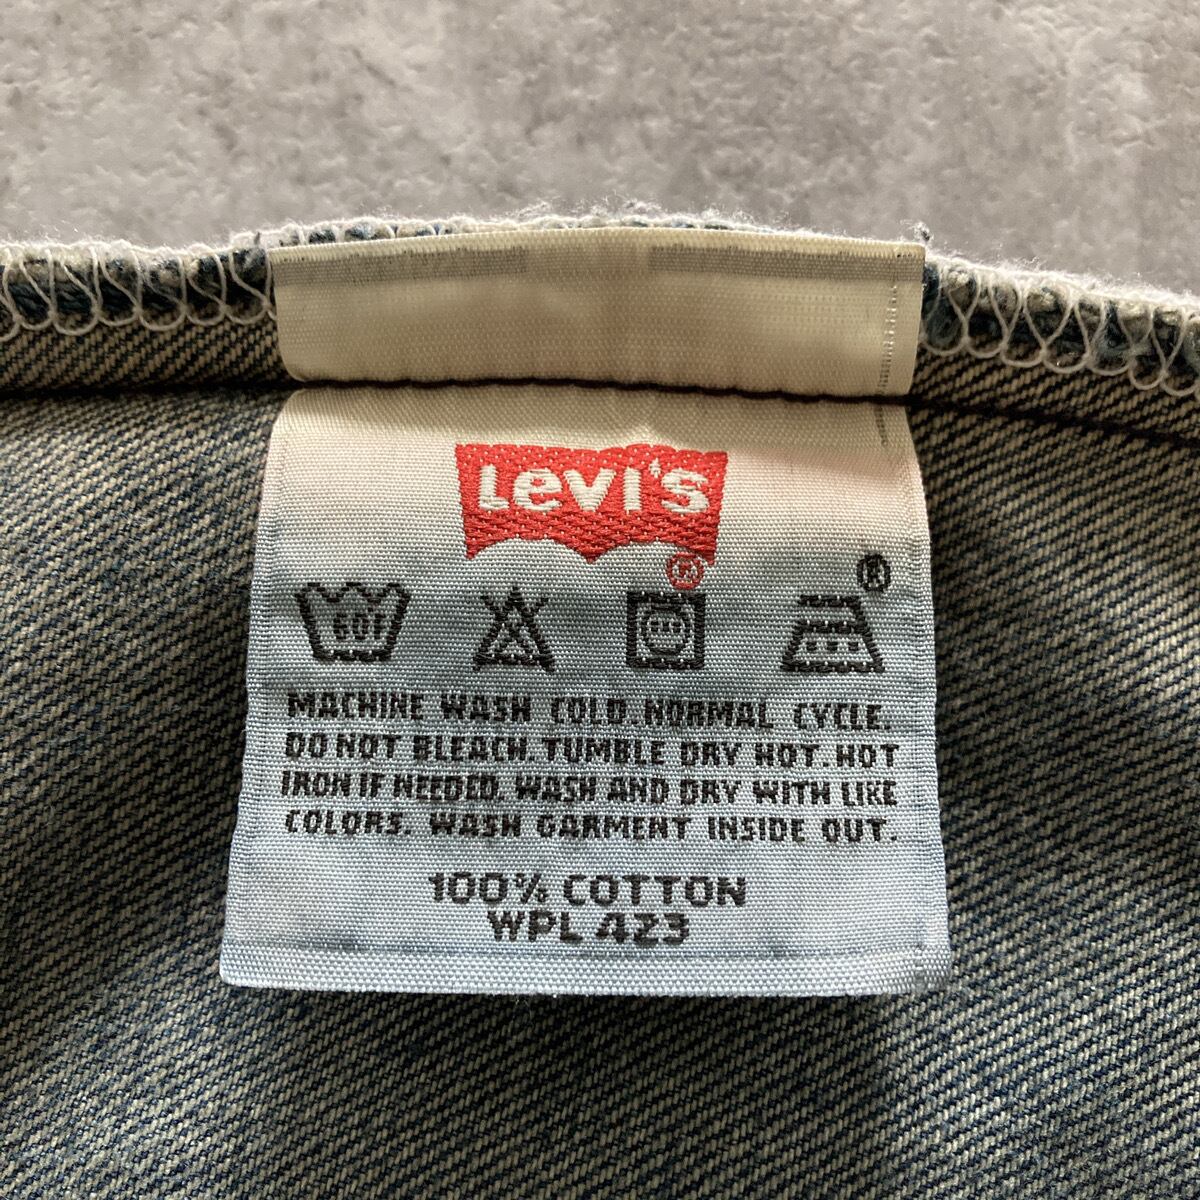 Levi's
®
®
60F
MACHINE WASH COLD. NORMAL CYCLE.
DO NOT BLEACH. TUMBLE DRY HOT. HOT
IRON IF NEEDED. WASH AND DRY WITH LIKE
COLORS. WASH GARMENT INSIDE OUT.
100% COTTON
WPL 423